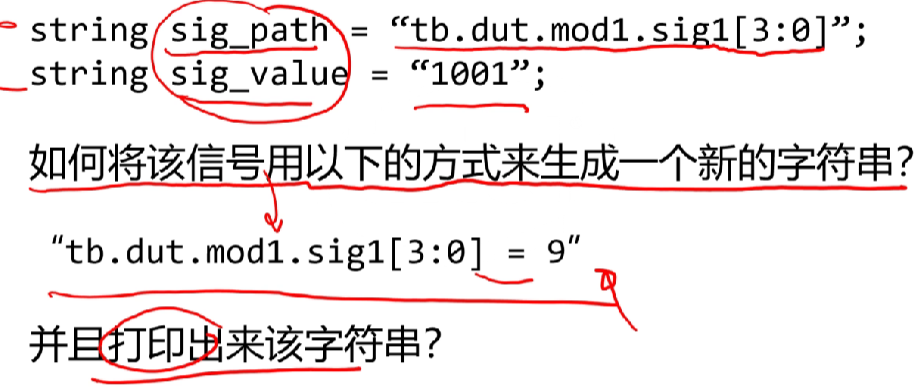 string sig_path = “tb.dut.mod1.sig1[3:0]”;
string sig_value = “1001”;
如何将该信号用以下的方式来生成一个新的字符串?
“tb.dut.mod1.sig1[3:0] = 9”
并且打印出来该字符串?